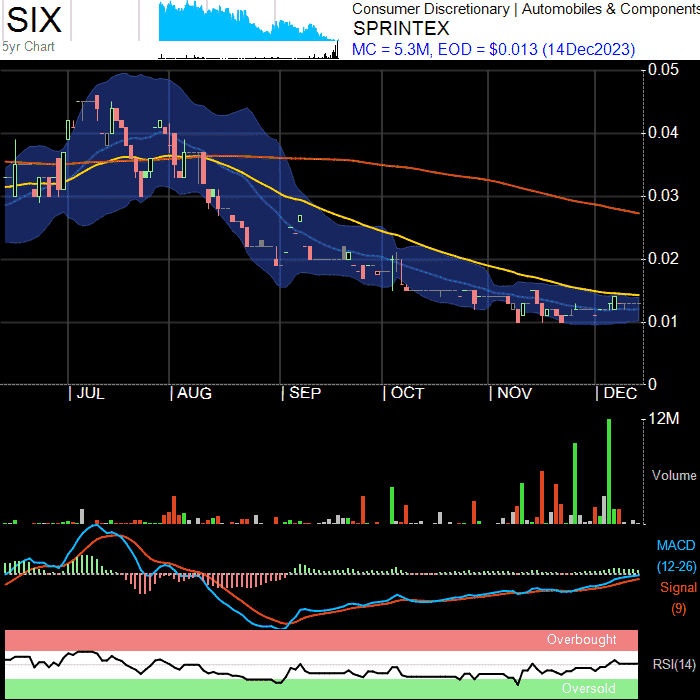 SIX
5yr Chart
Consumer Discretionary | Automobiles & Components
SPRINTEX
MC = 5.3M, EOD = $0.013 (14Dec2023)
0.05
0.04
0.03
0.02
0.01
0
JUL AUG SEP OCT NOV DEC
12M
Volume
MACD
(12-26)
Signal
(9)
Overbought
RSI(14)
Oversold